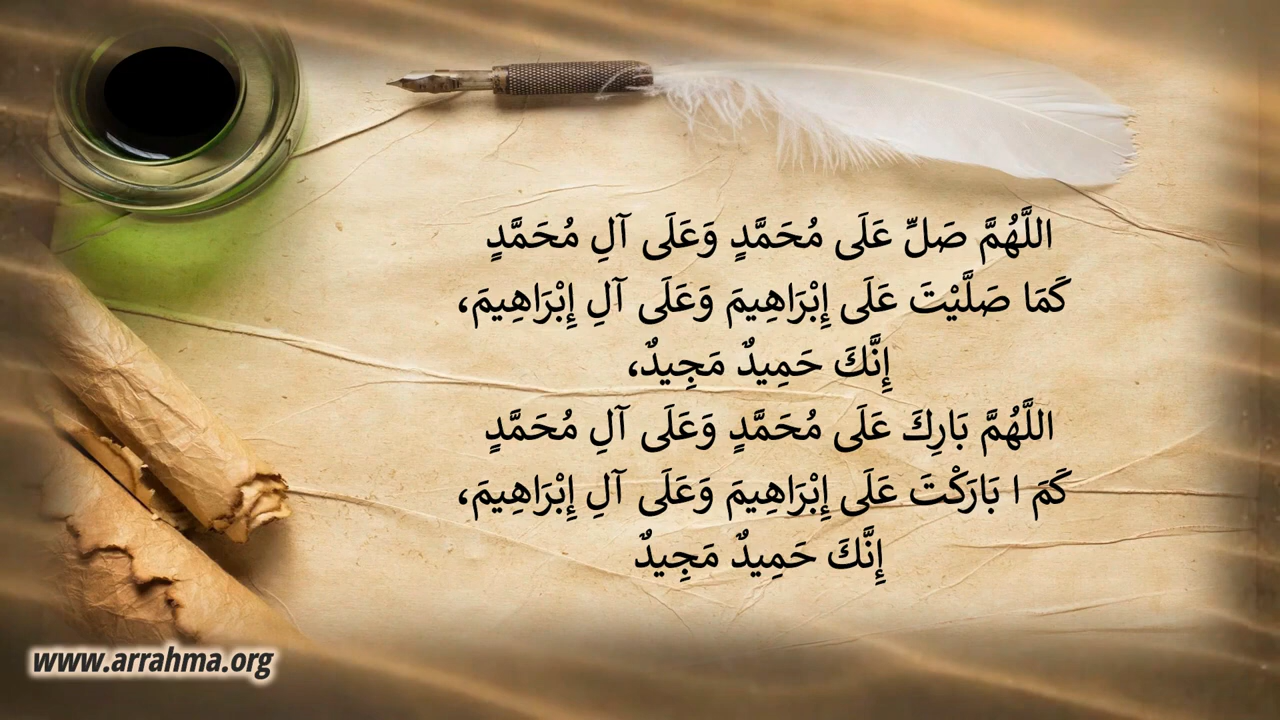 اللَّهُمَّ صَلِّ عَلَى مُحَمَّدٍ وَعَلَى آلِ مُحَمَّدٍ
كَمَا صَلَّيْتَ عَلَى إِبْرَاهِيمَ وَعَلَى آلِ إِبْرَاهِيمَ،
إِنَّكَ حَمِيدٌ مَجِيدٌ،
اللَّهُمَّ بَارِكَ عَلَى مُحَمَّدٍ وَعَلَى آلِ مُحَمَّدٍ
كَمَ ا بَارَكْتَ عَلَى إِبْرَاهِيمَ وَعَلَى آلِ إِبْرَاهِيمَ،
إِنَّكَ حَمِيدٌ مَجِيدٌ
www.arrahma.org